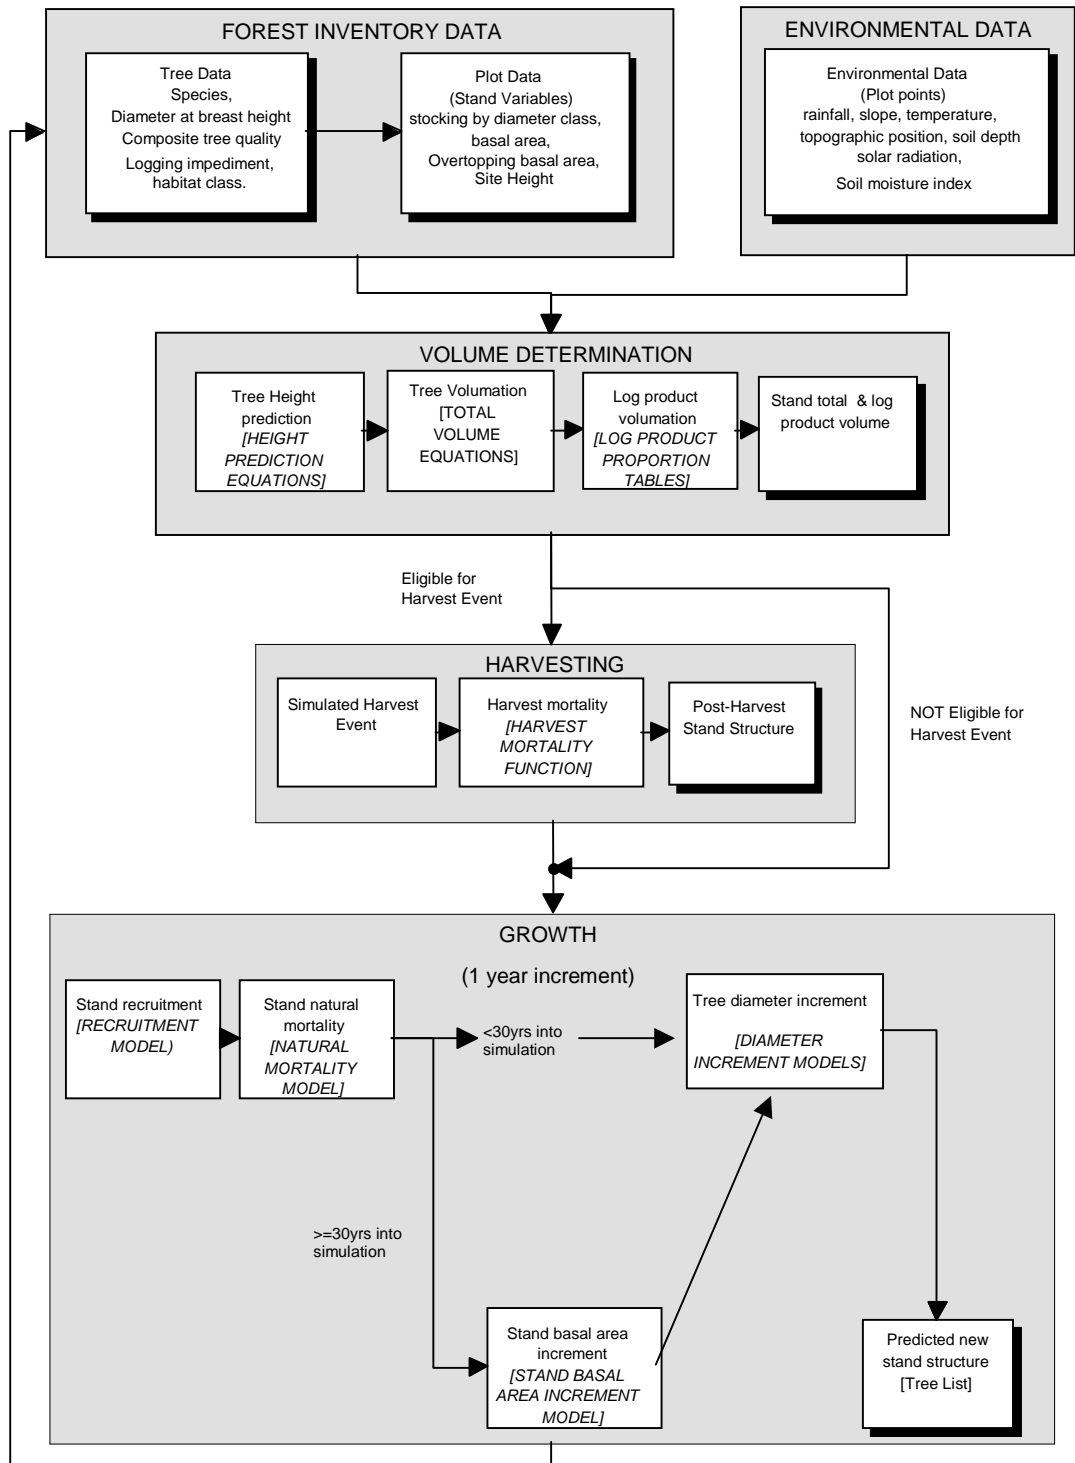 FOREST INVENTORY DATA
Tree Data
Species,
Diameter at breast height
Composite tree quality
Logging impediment,
habitat class.
Plot Data
(Stand Variables)
stocking by diameter class,
basal area,
Overtopping basal area,
Site Height
ENVIRONMENTAL DATA
Environmental Data
(Plot points)
rainfall, slope, temperature,
topographic position, soil depth
solar radiation,
Soil moisture index
VOLUME DETERMINATION
Tree Height
prediction
[HEIGHT
PREDICTION
EQUATIONS]
Tree Volumation
[TOTAL
VOLUME
EQUATIONS]
Log product
volumation
[LOG PRODUCT
PROPORTION
TABLES]
Stand total & log
product volume
Eligible for
Harvest Event
HARVESTING
Simulated Harvest
Event
Harvest mortality
[HARVEST
MORTALITY
FUNCTION]
Post-Harvest
Stand Structure
NOT Eligible for
Harvest Event
GROWTH
(1 year increment)
Stand recruitment
[RECRUITMENT
MODEL)
Stand natural
mortality
[NATURAL
MORTALITY
MODEL]
<30yrs into
simulation
Tree diameter increment
[DIAMETER
INCREMENT MODELS]
>=30yrs into
simulation
Stand basal area
increment
[STAND BASAL
AREA INCREMENT
MODEL]
Predicted new
stand structure
[Tree List]